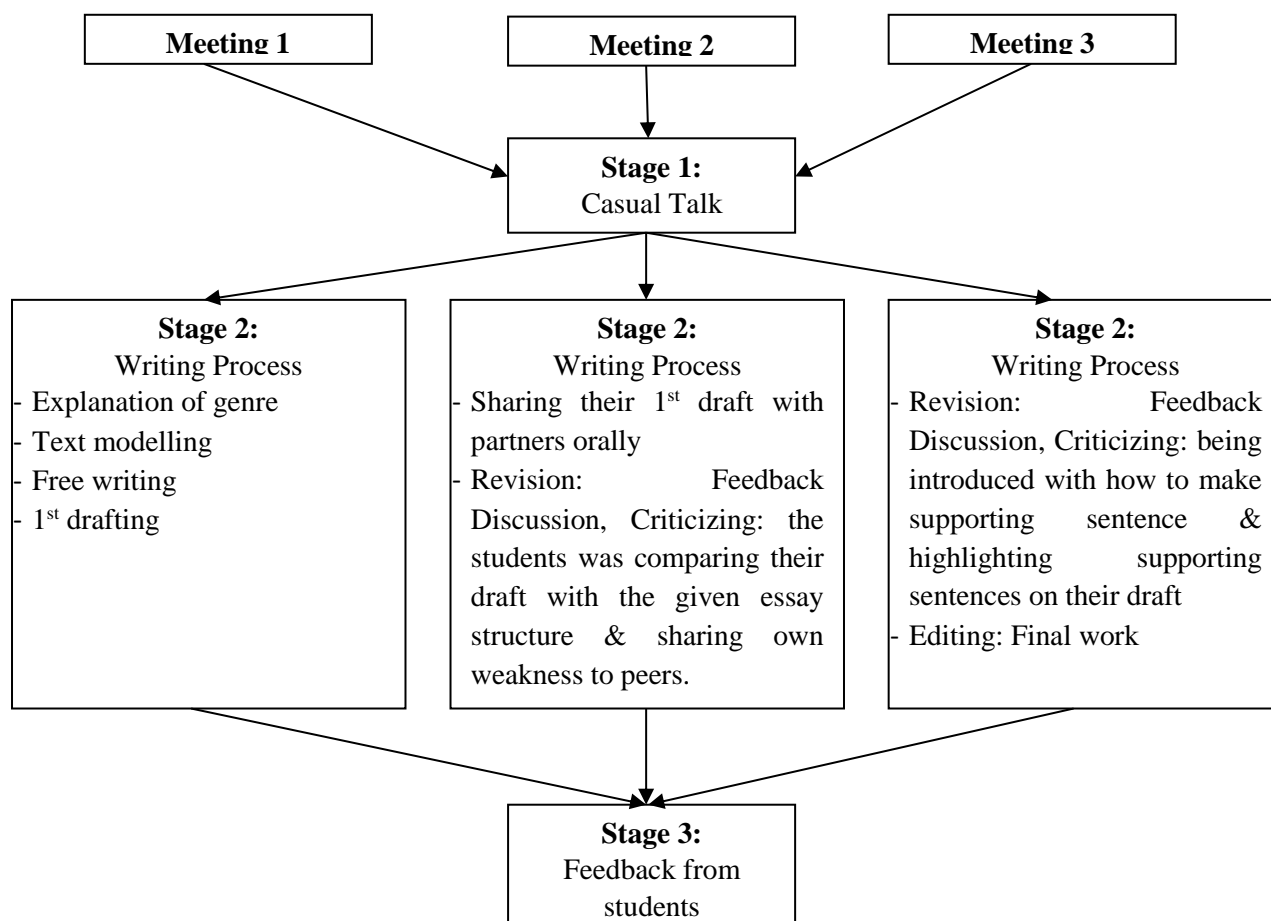 Meeting 1
Meeting 2
Meeting 3
Stage 1:
Casual Talk
Stage 2:
Writing Process
- Explanation of genre
- Text modelling
- Free writing
- 1st drafting
Stage 2:
Writing Process
- Sharing their 1st draft with
partners orally
- Revision: Feedback
Discussion, Criticizing: the
students was comparing their
draft with the given essay
structure & sharing own
weakness to peers.
Stage 2:
Writing Process
- Revision: Feedback
Discussion, Criticizing: being
introduced with how to make
supporting sentence &
highlighting supporting
sentences on their draft
- Editing: Final work
Stage 3:
Feedback from
students